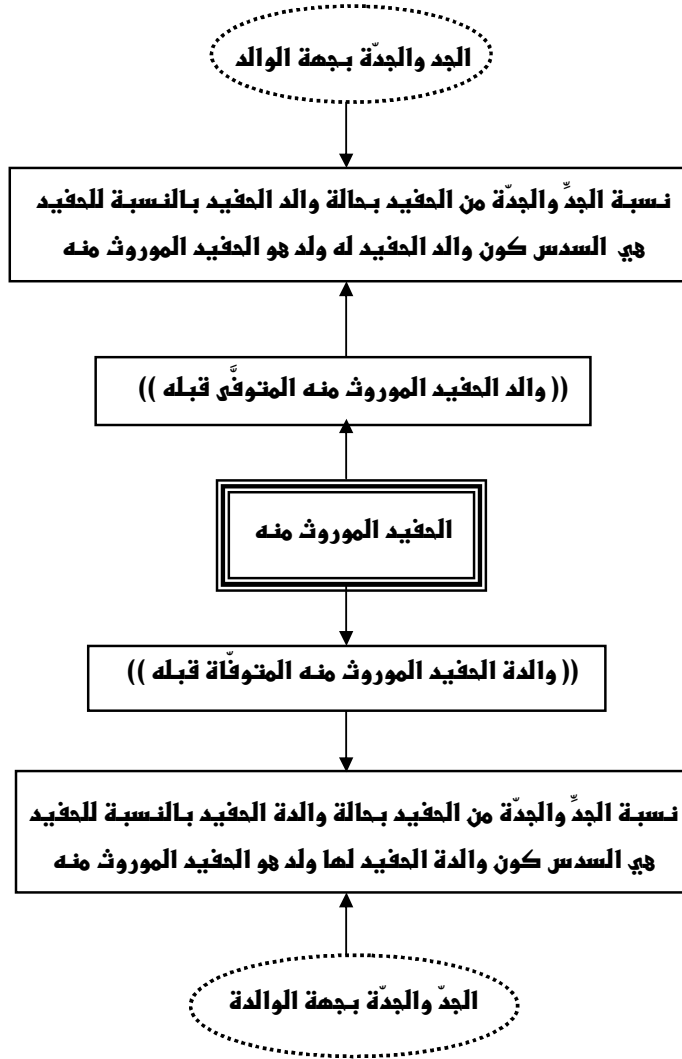 الجد والجدّة بجهة الوالد
نسبة الجدِّ والجدّة من الحفيد بحالة والد الحفيد بالنسبة للحفيد
هي السدس كون والد الحفيد له ولد هو الحفيد الموروث منه
(( والد الحفيد الموروث منه المتوفَّى قبله ))
الحفيد الموروث منه
(( والدة الحفيد الموروث منه المتوفّاة قبله ))
نسبة الجدِّ والجدّة من الحفيد بحالة والدة الحفيد بالنسبة للحفيد
هي السدس كون والدة الحفيد لها ولد هو الحفيد الموروث منه
الجدّ والجدّة بجهة الوالدة